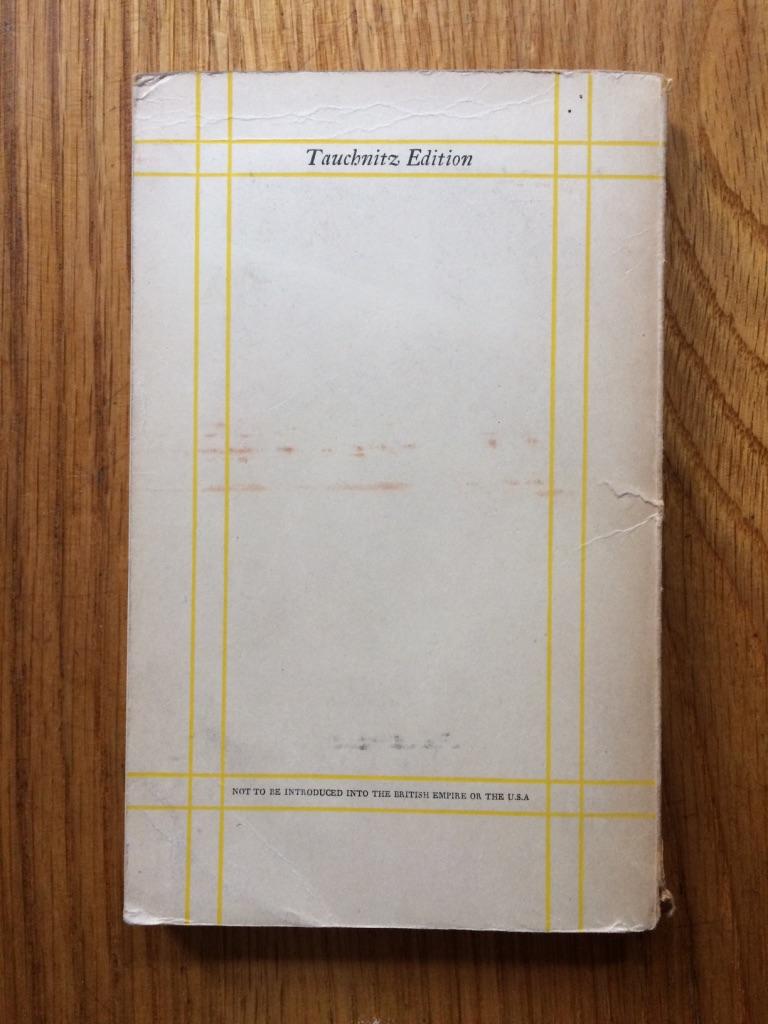 Tauchnitz Edition
NOT TO BE INTRODUCED INTO THE BRITISH EMPIRE OR THE U.S.A